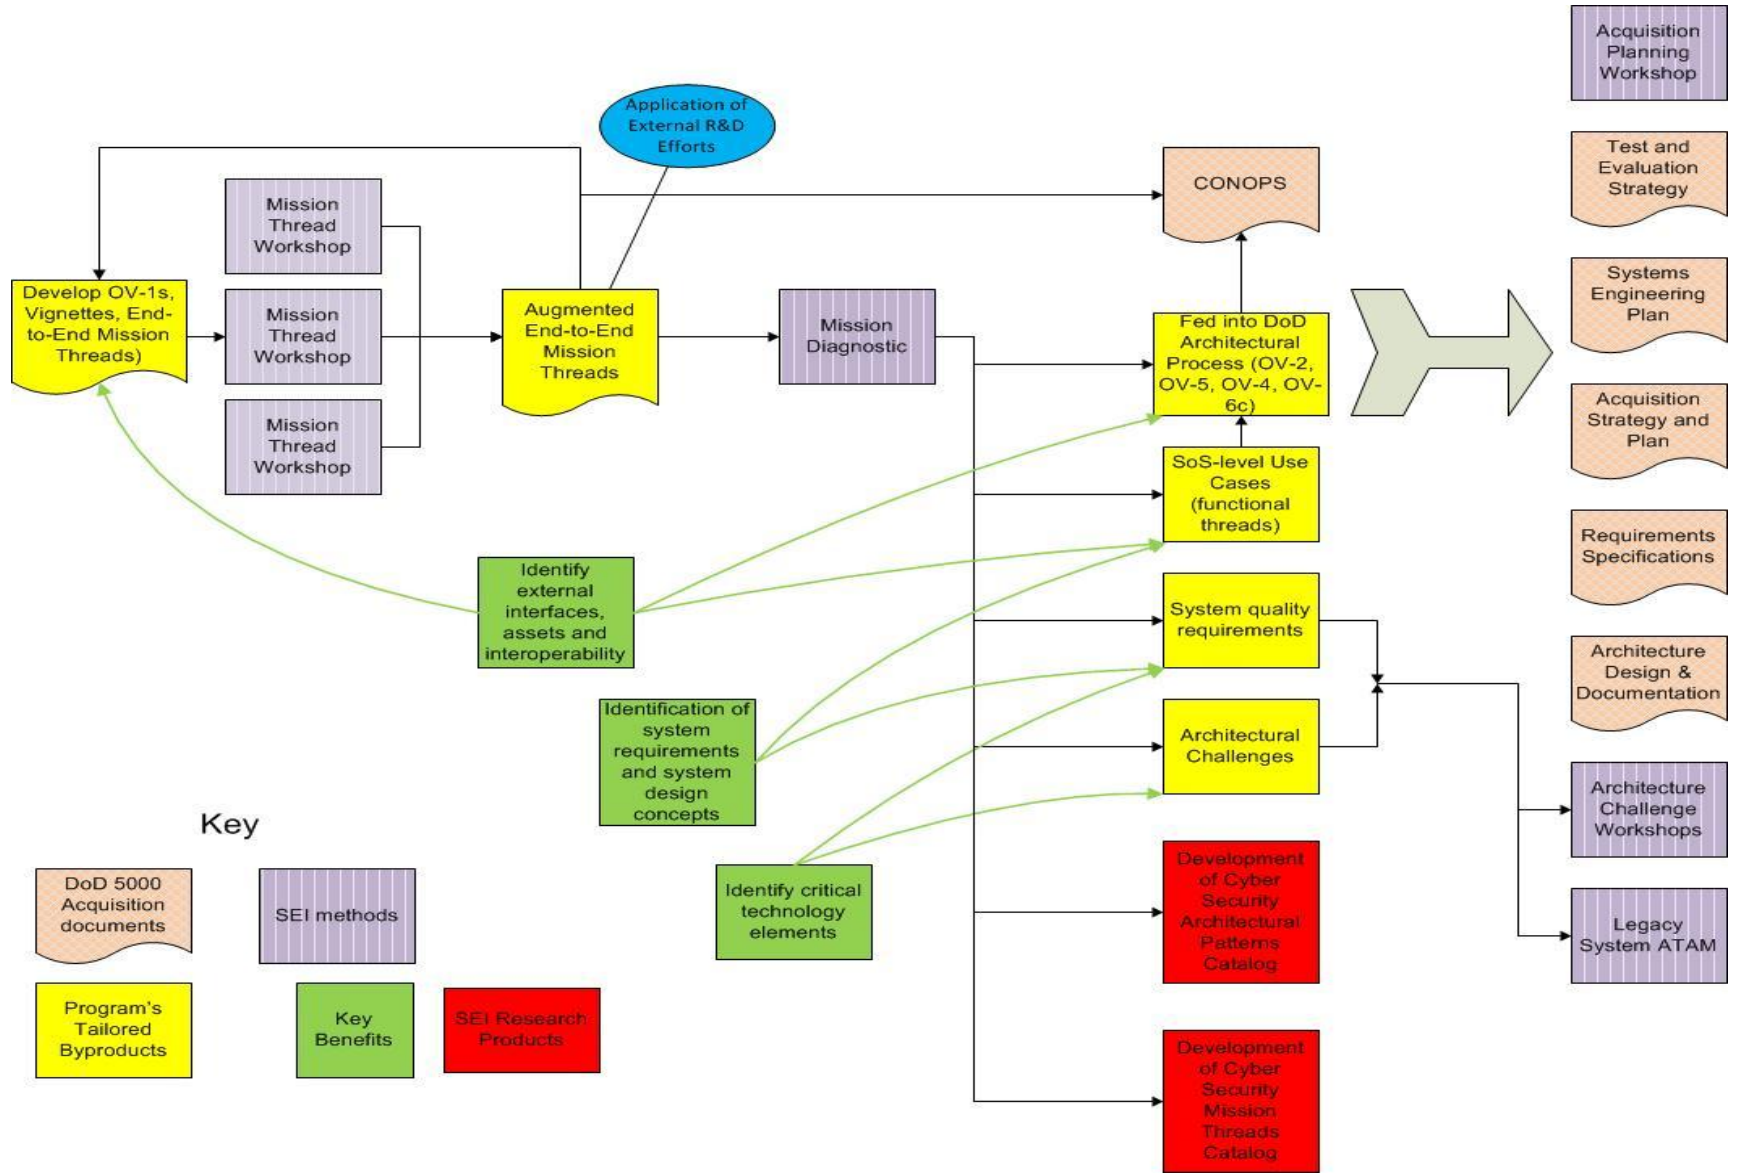 Application of
External R&D
Efforts
Mission
Thread
Workshop
Mission
Thread
Workshop
Mission
Thread
Workshop
Develop OV-1s,
Vignettes, End-
to-End Mission
Threads)
Augmented
End-to-End
Mission
Threads
Mission
Diagnostic
CONOPS
Fed into DoD
Architectural
Process (OV-2,
OV-5, OV-4, OV-
6c)
SoS-level Use
Cases
(functional
threads)
System quality
requirements
Architectural
Challenges
Development
of Cyber
Security
Architectural
Patterns
Catalog
Development
of Cyber
Security
Mission
Threads
Catalog
Identify
external
interfaces,
assets and
interoperability
Identification of
system
requirements
and system
design
concepts
Identify critical
technology
elements
Acquisition
Planning
Workshop
Test and
Evaluation
Strategy
Systems
Engineering
Plan
Acquisition
Strategy and
Plan
Requirements
Specifications
Architecture
Design &
Documentation
Architecture
Challenge
Workshops
Legacy
System ATAM
Key
DoD 5000
Acquisition
documents
SEI methods
Program's
Tailored
Byproducts
Key
Benefits
SEI Research
Products